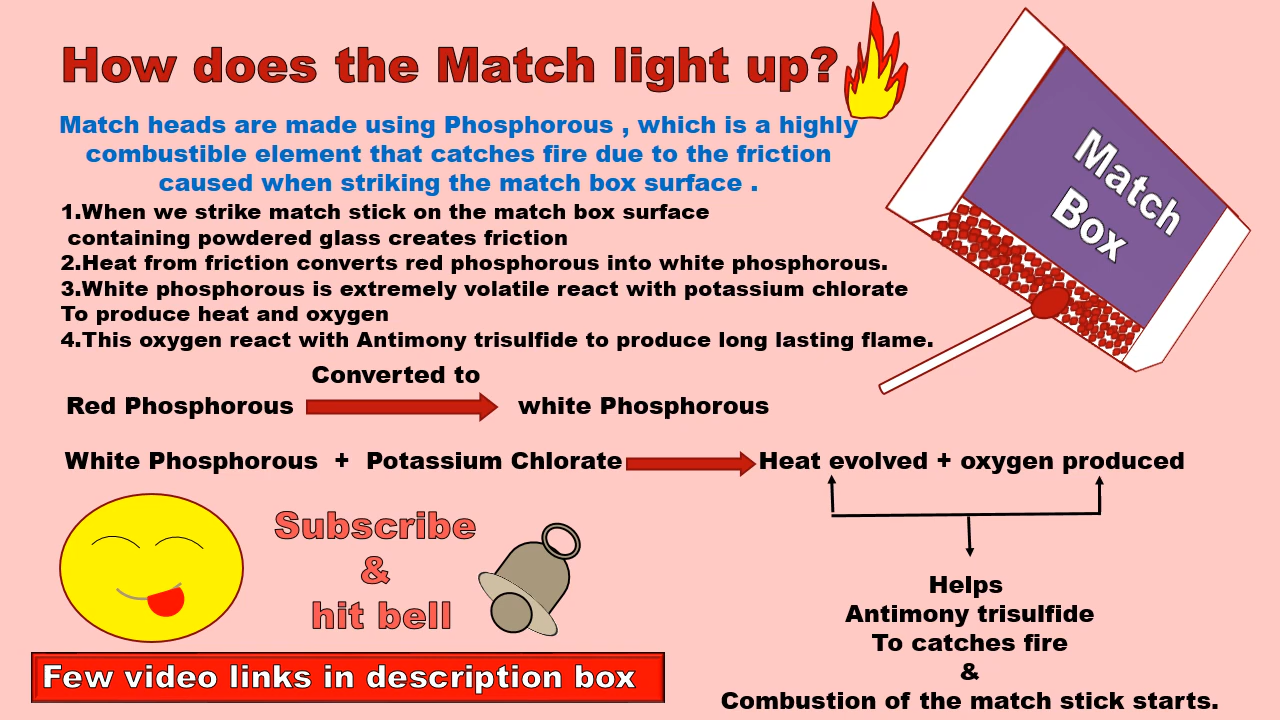 How does the Match light up?
Match heads are made using Phosphorous , which is a highly
combustible element that catches fire due to the friction
caused when striking the match box surface .
1.When we strike match stick on the match box surface
containing powdered glass creates friction
2.Heat from friction converts red phosphorous into white phosphorous.
3.White phosphorous is extremely volatile react with potassium chlorate
To produce heat and oxygen
4.This oxygen react with Antimony trisulfide to produce long lasting flame.
Match
Box
Converted to
Red Phosphorous white Phosphorous
White Phosphorous + Potassium Chlorate Heat evolved + oxygen produced
Subscribe
&
hit bell
Few video links in description box
Helps
Antimony trisulfide
To catches fire
&
Combustion of the match stick starts.